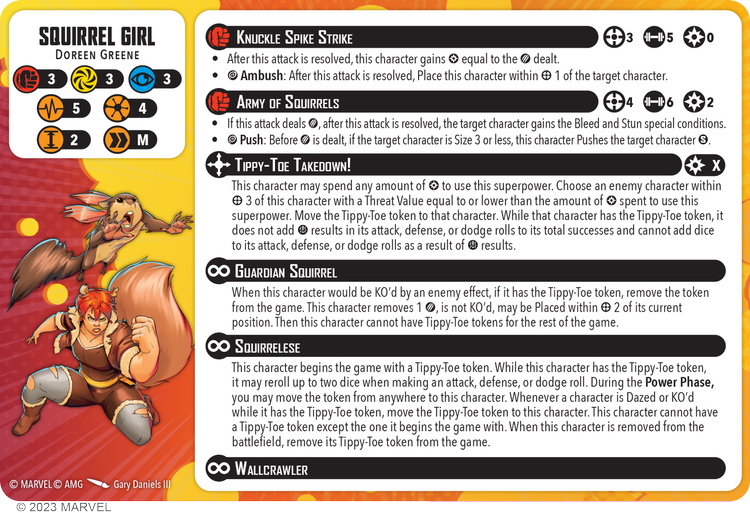 SQUIRREL GIRL
DOREEN GREENE
3 3 3
5 4
2 M
KNUCKLE SPIKE STRIKE 3 5 0
• After this attack is resolved, this character gains equal to the dealt.
• Ambush: After this attack is resolved, Place this character within 1 of the target character.
ARMY OF SQUIRRELS 4 6 2
• If this attack deals , after this attack is resolved, the target character gains the Bleed and Stun special conditions.
• Push: Before is dealt, if the target character is Size 3 or less, this character Pushes the target character S.
TIPPY-TOE TAKEDOWN! X
This character may spend any amount of to use this superpower. Choose an enemy character within
3 of this character with a Threat Value equal to or lower than the amount of spent to use this
superpower. Move the Tippy-Toe token to that character. While that character has the Tippy-Toe token, it
does not add results in its attack, defense, or dodge rolls to its total successes and cannot add dice
to its attack, defense, or dodge rolls as a result of results.
GUARDIAN SQUIRREL
When this character would be KO'd by an enemy effect, if it has the Tippy-Toe token, remove the token
from the game. This character removes 1 , is not KO'd, may be Placed within 2 of its current
position. Then this character cannot have Tippy-Toe tokens for the rest of the game.
SQUIRRELESE
This character begins the game with a Tippy-Toe token. While this character has the Tippy-Toe token,
it may reroll up to two dice when making an attack, defense, or dodge roll. During the Power Phase,
you may move the token from anywhere to this character. Whenever a character is Dazed or KO'd
while it has the Tippy-Toe token, move the Tippy-Toe token to this character. This character cannot have
a Tippy-Toe token except the one it begins the game with. When this character is removed from the
battlefield, remove its Tippy-Toe token from the game.
WALLCRAWLER
© MARVEL © AMG Gary Daniels III
© 2023 MARVEL